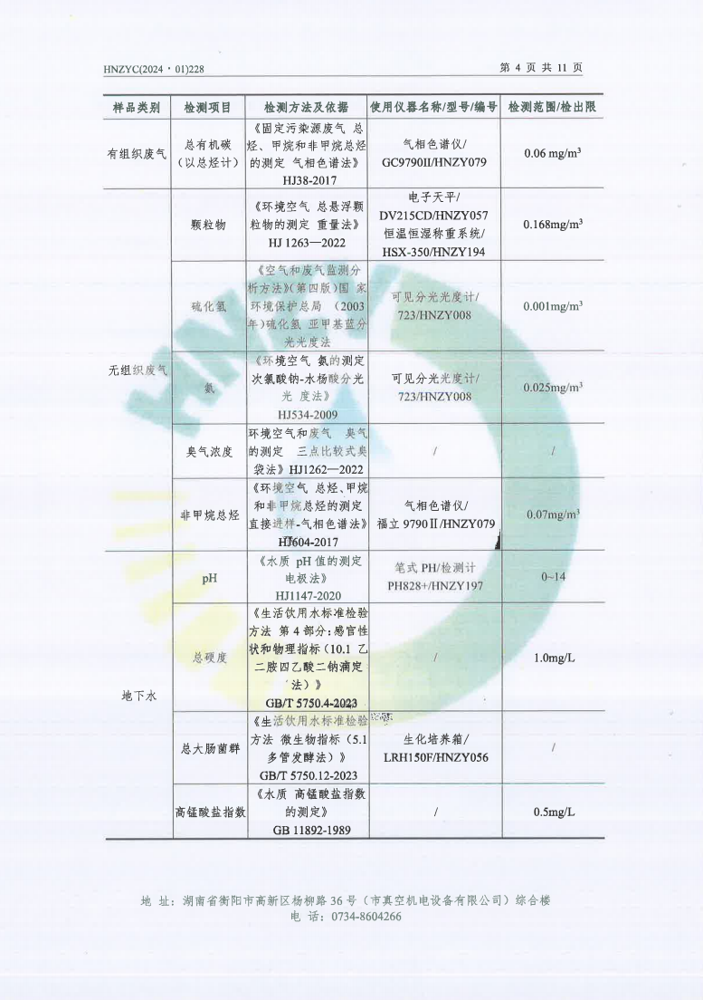 HNZYC(2024·01)228
第 4 页 共 11 页
样品类别 检测项目 检测方法及依据 使用仪器名称/型号/编号 检测范围/检出限
有组织废气
总有机碳
（以总烃计）
《固定污染源废气 总
烃、甲烷和非甲烷总烃
的测定 气相色谱法》
HJ38-2017
气相色谱仪/
GC9790II/HNZY079
0.06 mg/m³
无组织废气
颗粒物
《环境空气 总悬浮颗
粒物的测定 重量法》
HJ 1263—2022
电子天平/
DV215CD/HNZY057
恒温恒湿称重系统/
HSX-350/HNZY194
0.168mg/m³
硫化氢
《空气和废气监测分
析方法》（第四版）国 家
环境保护总局 （2003
年）硫化氢 亚甲基蓝分
光光度法
可见分光光度计/
723/HNZY008
0.001mg/m³
氨
《环境空气 氨的测定
次氯酸钠-水杨酸分光
光 度法》
HJ534-2009
可见分光光度计/
723/HNZY008
0.025mg/m³
臭气浓度
环境空气和废气 臭气
的测定 三点比较式臭
袋法》HJ1262—2022
/
/
非甲烷总烃
《环境空气 总烃、甲烷
和非甲烷总烃的测定
直接进样-气相色谱法》
HJ604-2017
气相色谱仪/
福立 9790Ⅱ/HNZY079
0.07mg/m³
地下水
pH
《水质 pH 值的测定
电极法》
HJ1147-2020
笔式 PH/检测计
PH828+/HNZY197
0~14
总硬度
《生活饮用水标准检验
方法 第 4 部分：感官性
状和物理指标（10.1 乙
二胺四乙酸二钠滴定
法）》
GB/T 5750.4-2023
/
1.0mg/L
总大肠菌群
《生活饮用水标准检验
方法 微生物指标（5.1
多管发酵法）》
GB/T 5750.12-2023
生化培养箱/
LRH150F/HNZY056
/
高锰酸盐指数
《水质 高锰酸盐指数
的测定》
GB 11892-1989
/
0.5mg/L
地 址：湖南省衡阳市高新区杨柳路 36 号（市真空机电设备有限公司）综合楼
电 话：0734-8604266